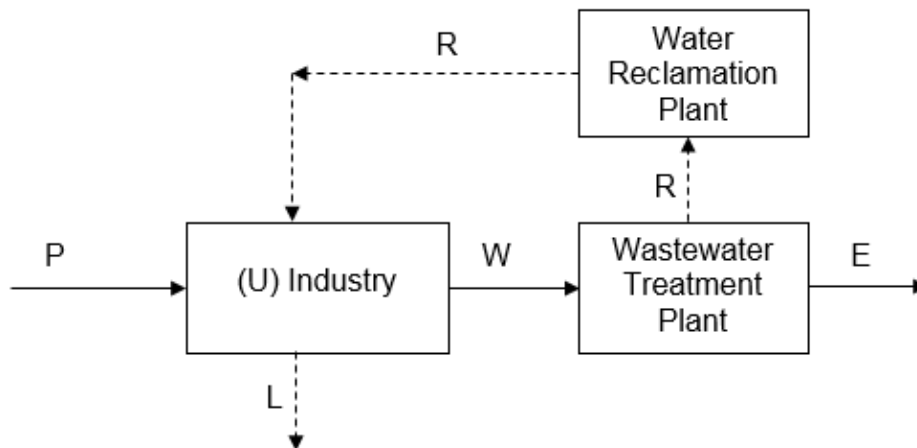 R
Water
Reclamation
Plant
R
P
(U) Industry
W
Wastewater
Treatment
Plant
E
L